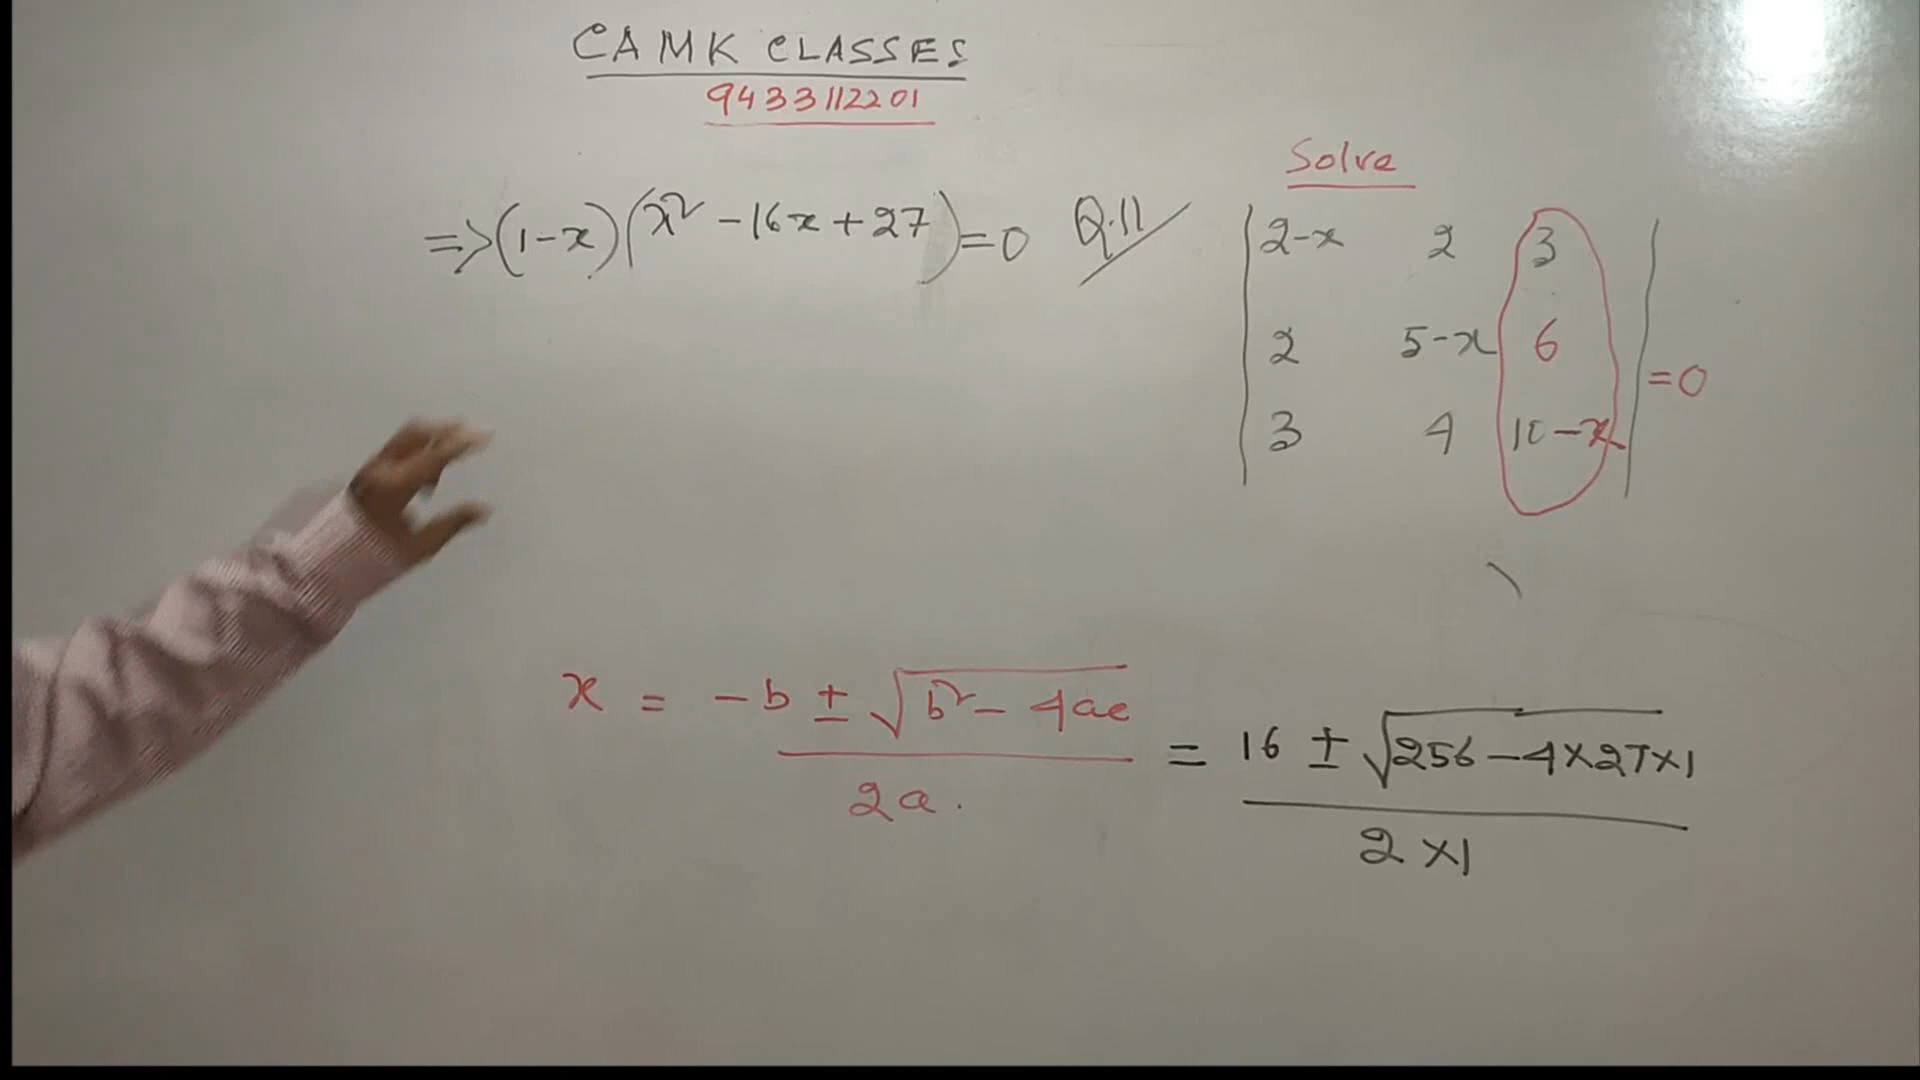 CAMK CLASSES
9433112201
Solve
=> (1-x)(x² -16x+27)=0 Q.11
2-x 2 3
2 5-x 6
=0
3 4 10-x
x = -b ± √b²- 4ac
2a.
= 16 ± √256-4×27×1
2×1